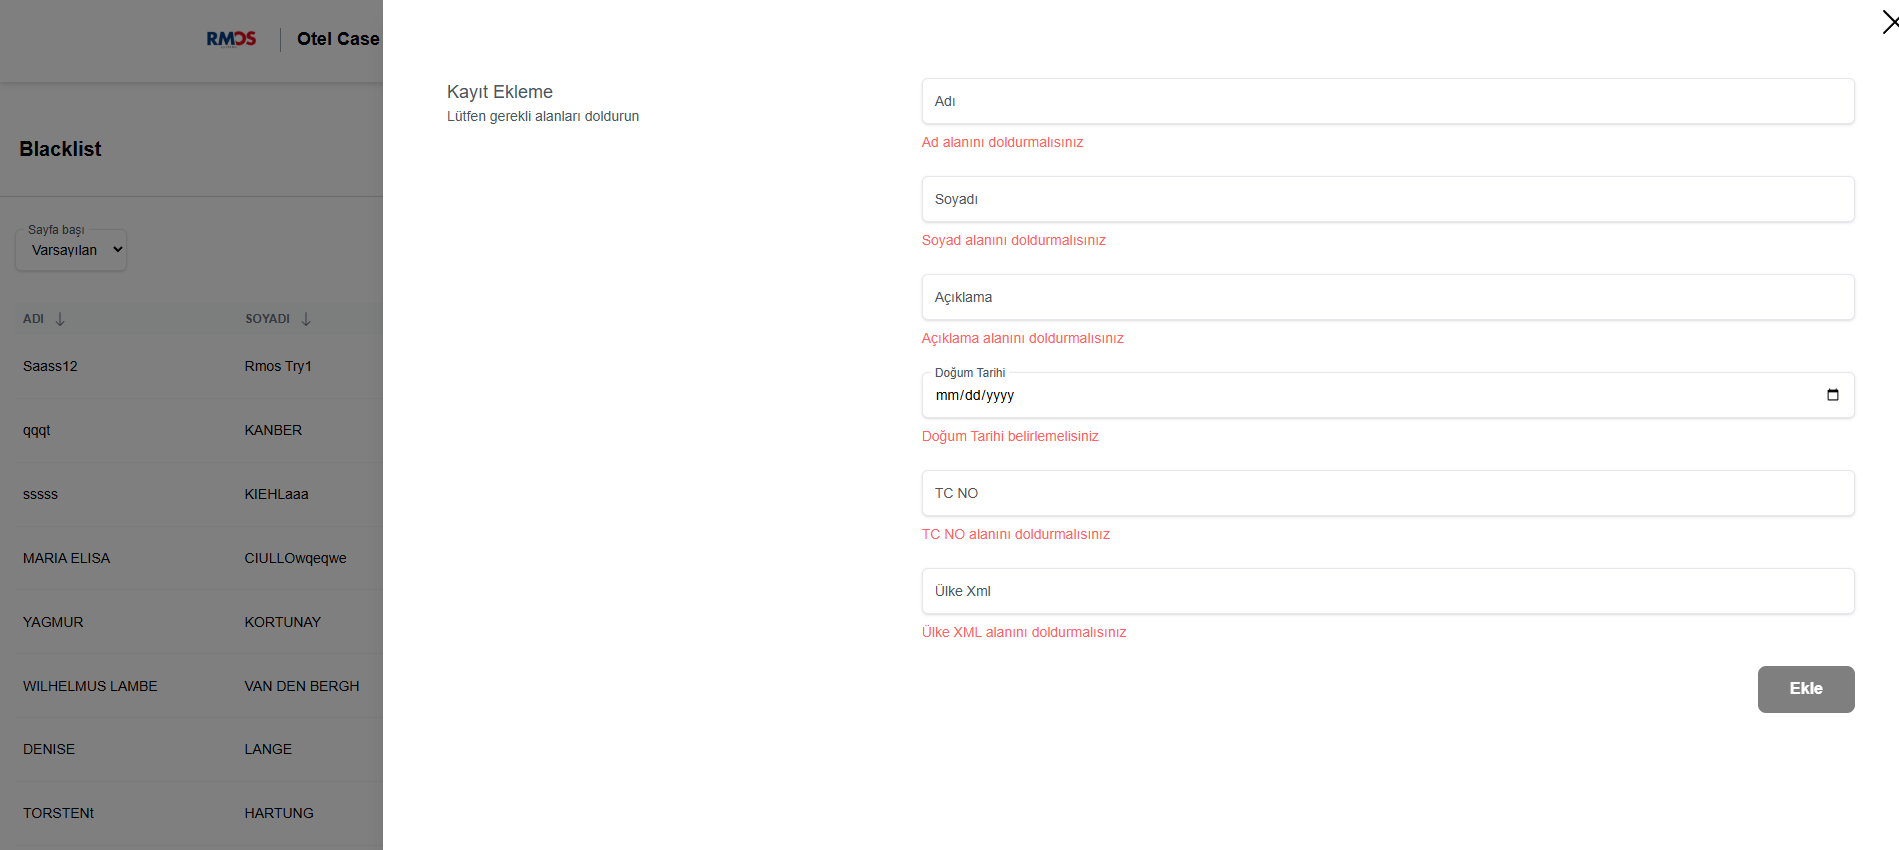 RMOS
Otel Case
Blacklist
Sayfa başı
Varsayılan
ADI SOYADI
Saass12 Rmos Try1
qqqt KANBER
sssss KIEHLaaa
MARIA ELISA CIULLOwqeqwe
YAGMUR KORTUNAY
WILHELMUS LAMBE VAN DEN BERGH
DENISE LANGE
TORSTENt HARTUNG
Kayıt Ekleme
Lütfen gerekli alanları doldurun
Adı
Ad alanını doldurmalısınız
Soyadı
Soyad alanını doldurmalısınız
Açıklama
Açıklama alanını doldurmalısınız
Doğum Tarihi
mm/dd/yyyy
Doğum Tarihi belirlemelisiniz
TC NO
TC NO alanını doldurmalısınız
Ülke Xml
Ülke XML alanını doldurmalısınız
Ekle